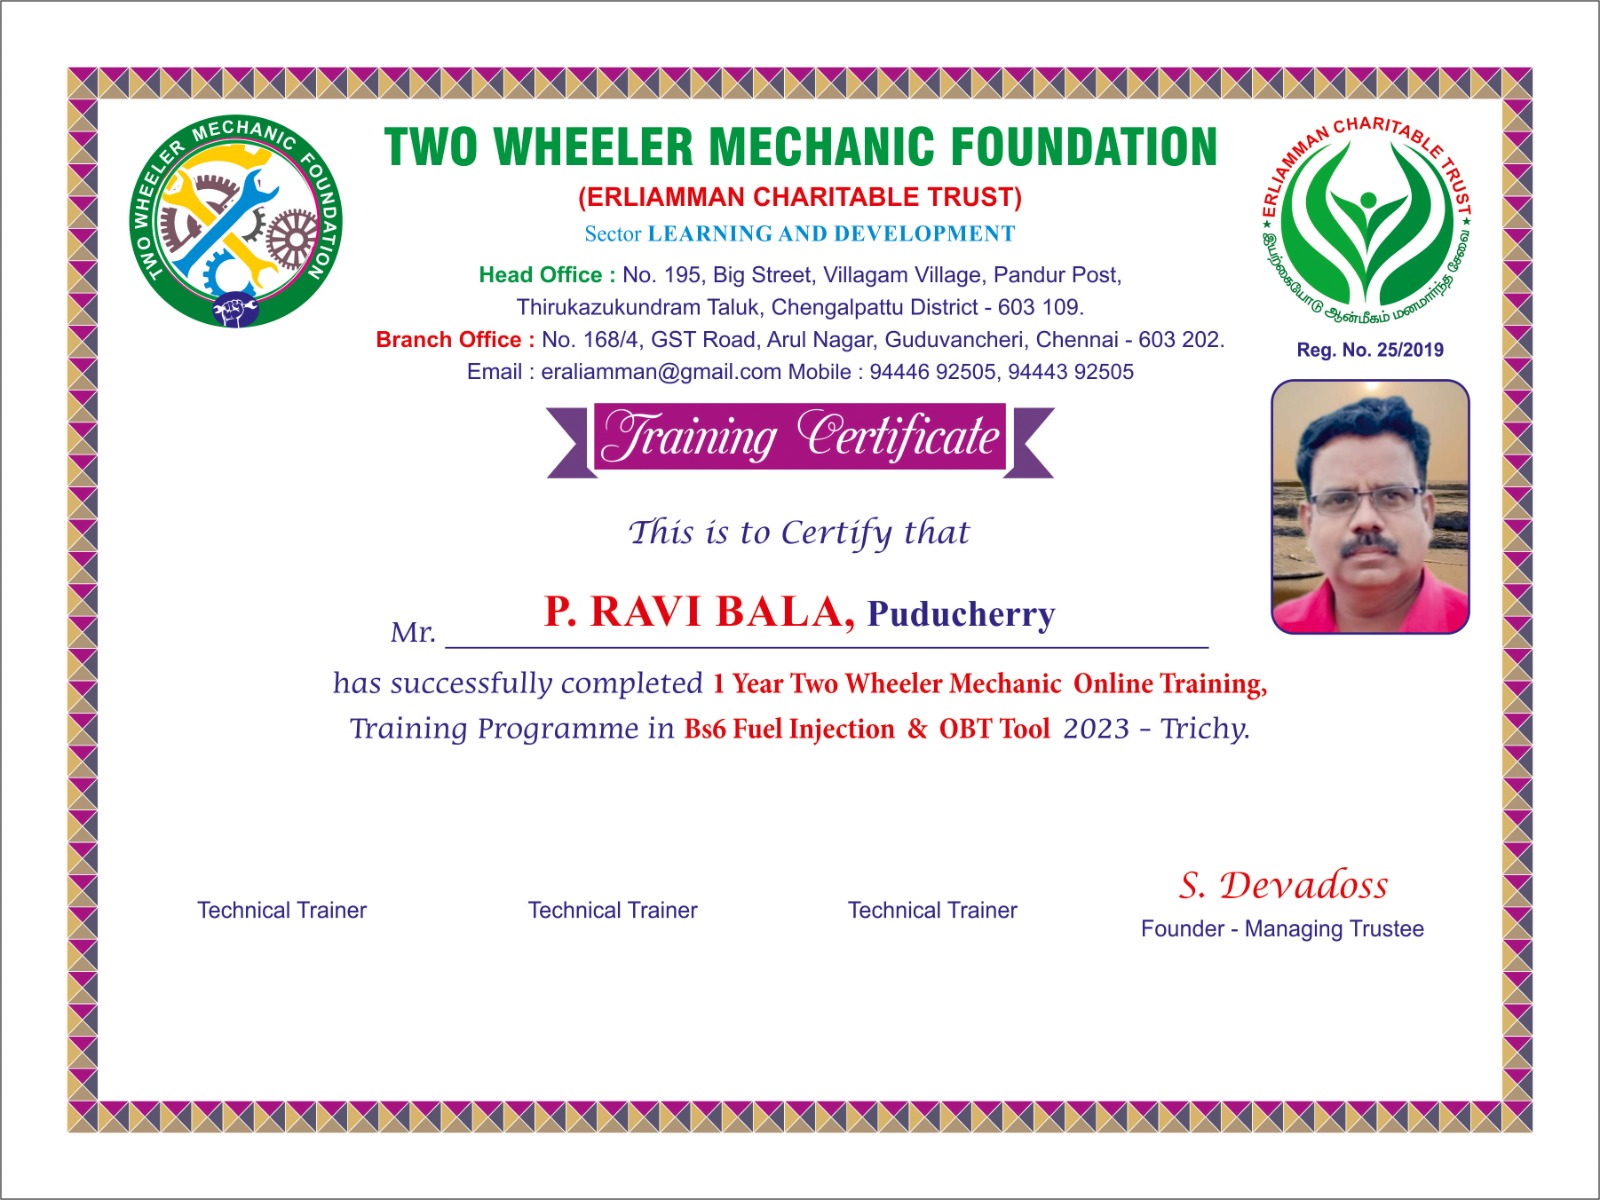 TWO WHEELER MECHANIC FOUNDATION
TWO WHEELER MECHANIC FOUNDATION
(ERLIAMMAN CHARITABLE TRUST)
Sector LEARNING AND DEVELOPMENT
Head Office : No. 195, Big Street, Villagam Village, Pandur Post,
Thirukazukundram Taluk, Chengalpattu District - 603 109.
Branch Office : No. 168/4, GST Road, Arul Nagar, Guduvancheri, Chennai - 603 202.
Email : eraliamman@gmail.com Mobile : 94446 92505, 94443 92505
ERLIAMMAN CHARITABLE TRUST
இயற்கையோடு ஆன்மீகம் மனமார்ந்த சேவை
Reg. No. 25/2019
Training Certificate
This is to Certify that
Mr. P. RAVI BALA, Puducherry
has successfully completed 1 Year Two Wheeler Mechanic Online Training,
Training Programme in Bs6 Fuel Injection & OBT Tool 2023 - Trichy.
Technical Trainer
Technical Trainer
Technical Trainer
S. Devadoss
Founder - Managing Trustee